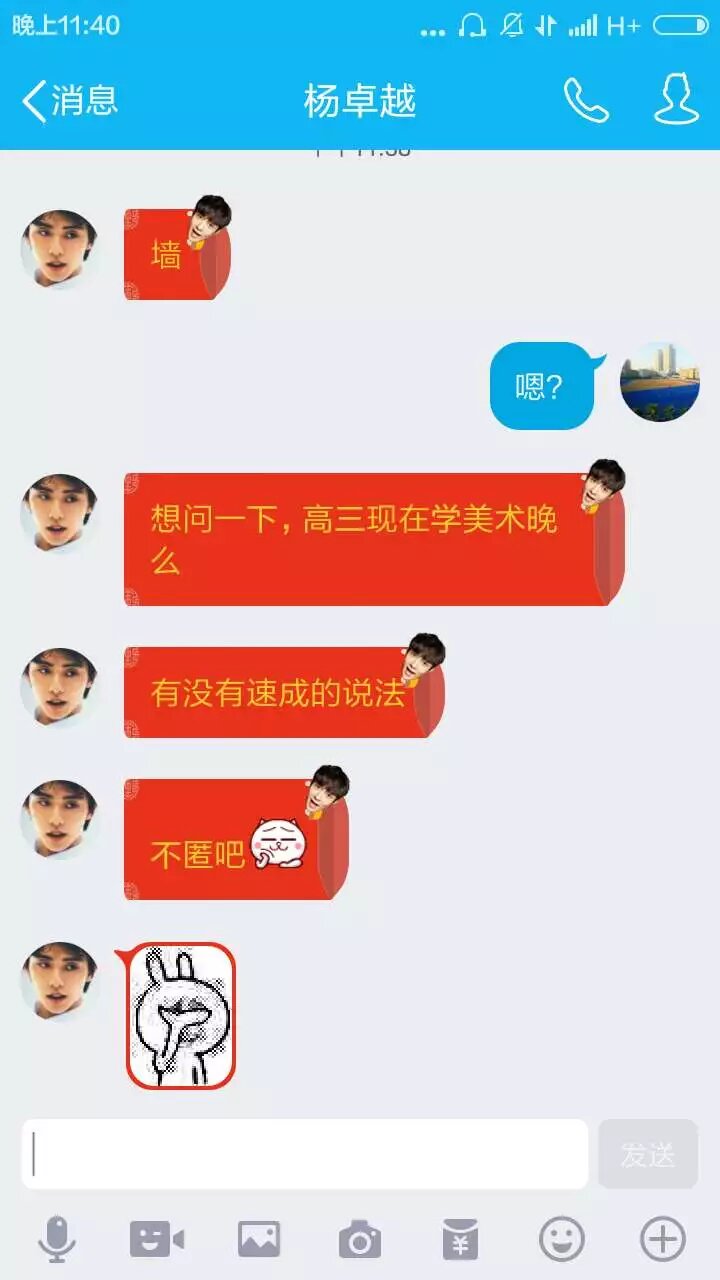 晚上11:40
H+
消息
杨卓越
墙
嗯?
想问一下,高三现在学美术晚
么
有没有速成的说法
不匿吧
发送